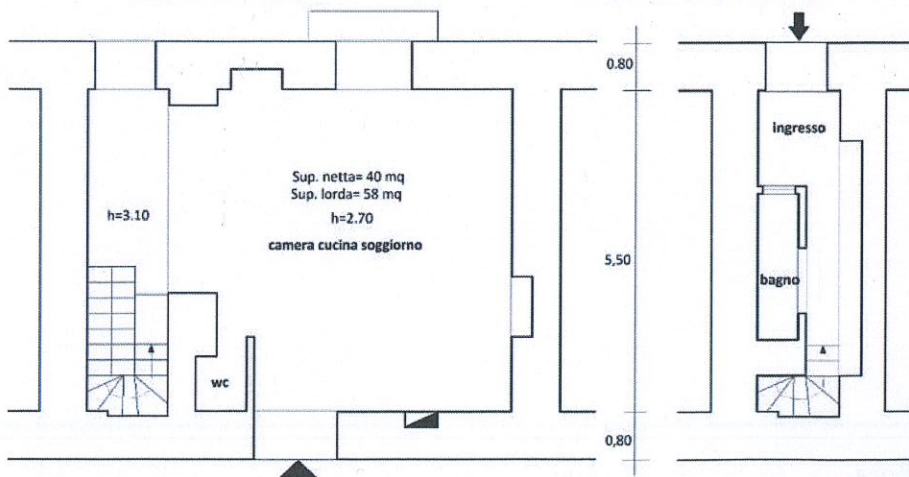 Sup. netta= 40 mq
Sup. lorda= 58 mq
h=2.70
camera cucina soggiorno
h=3.10
wc
0.80
5,50
0,80
ingresso
bagno